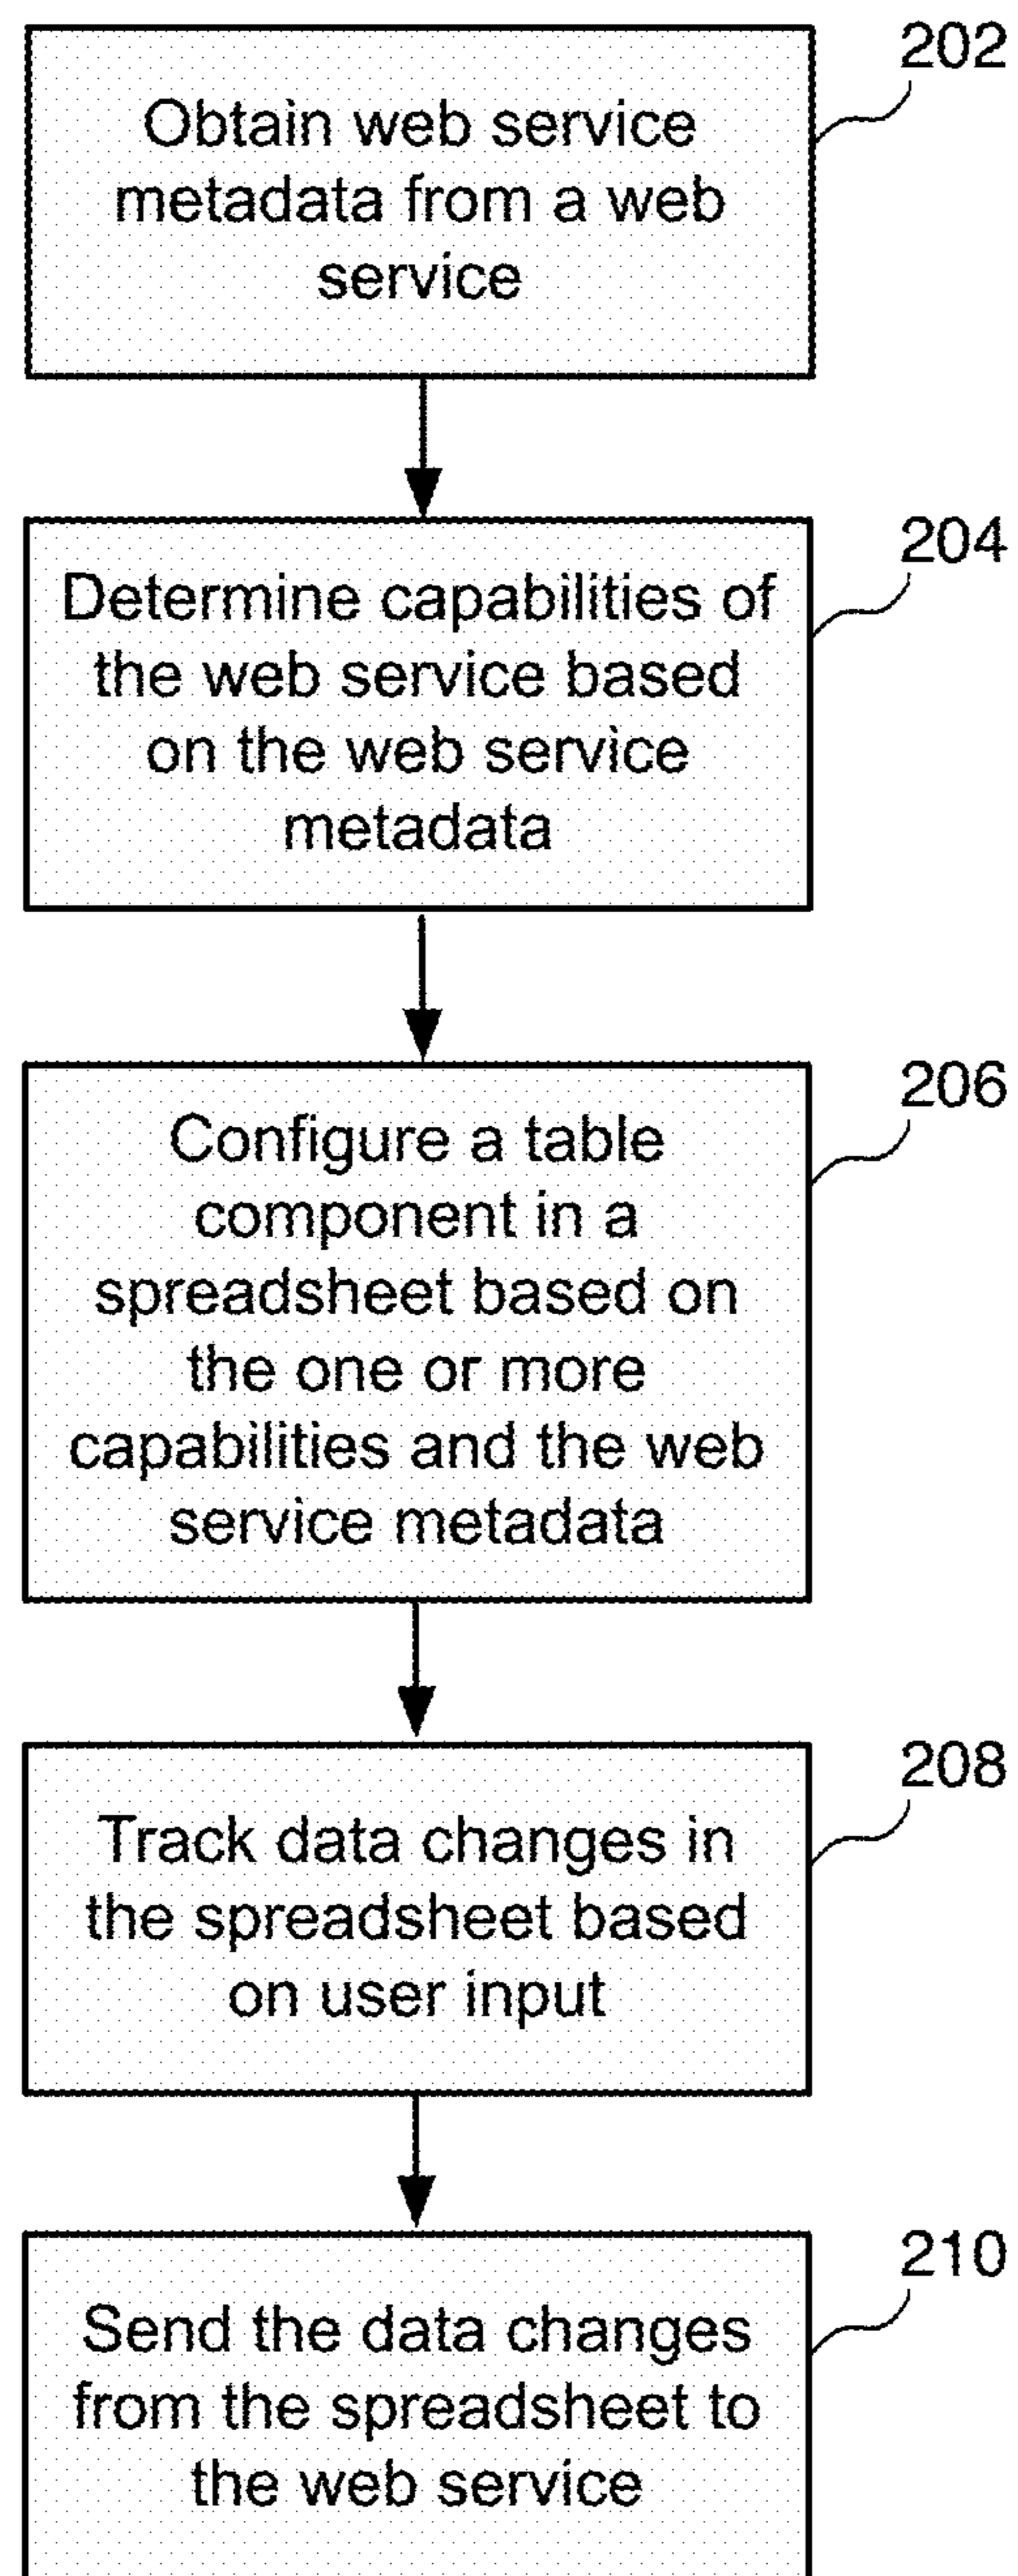 202
Obtain web service
metadata from a web
service
204
Determine capabilities of
the web service based
on the web service
metadata
206
Configure a table
component in a
spreadsheet based on
the one or more
capabilities and the web
service metadata
208
Track data changes in
the spreadsheet based
on user input
210
Send the data changes
from the spreadsheet to
the web service